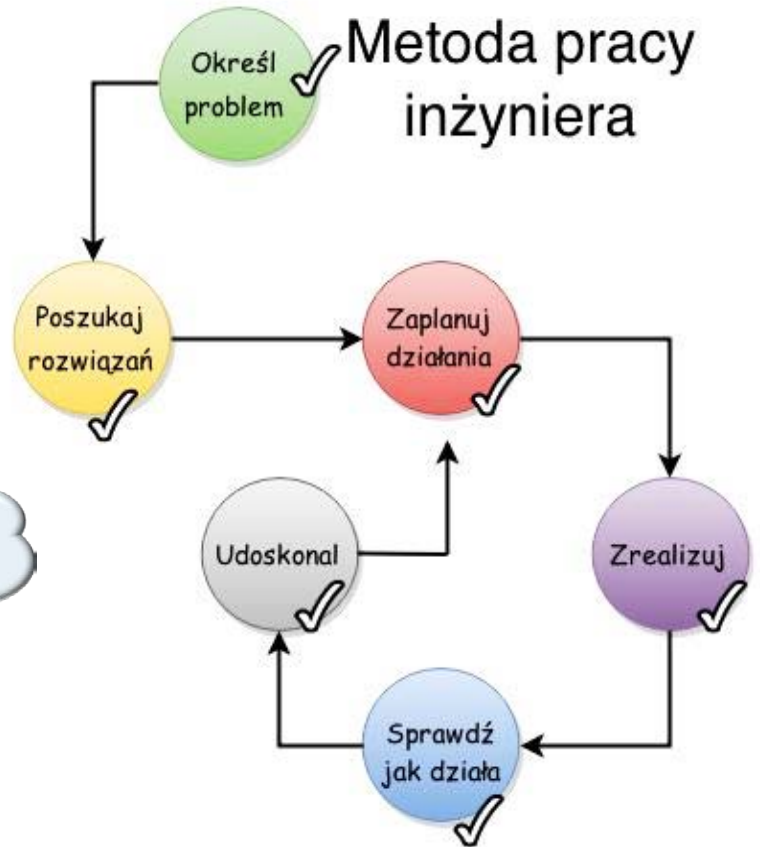 Metoda pracy
inżyniera
Określ
problem
Poszukaj
rozwiązań
Zaplanuj
działania
Udoskonal
Zrealizuj
Sprawdź
jak działa